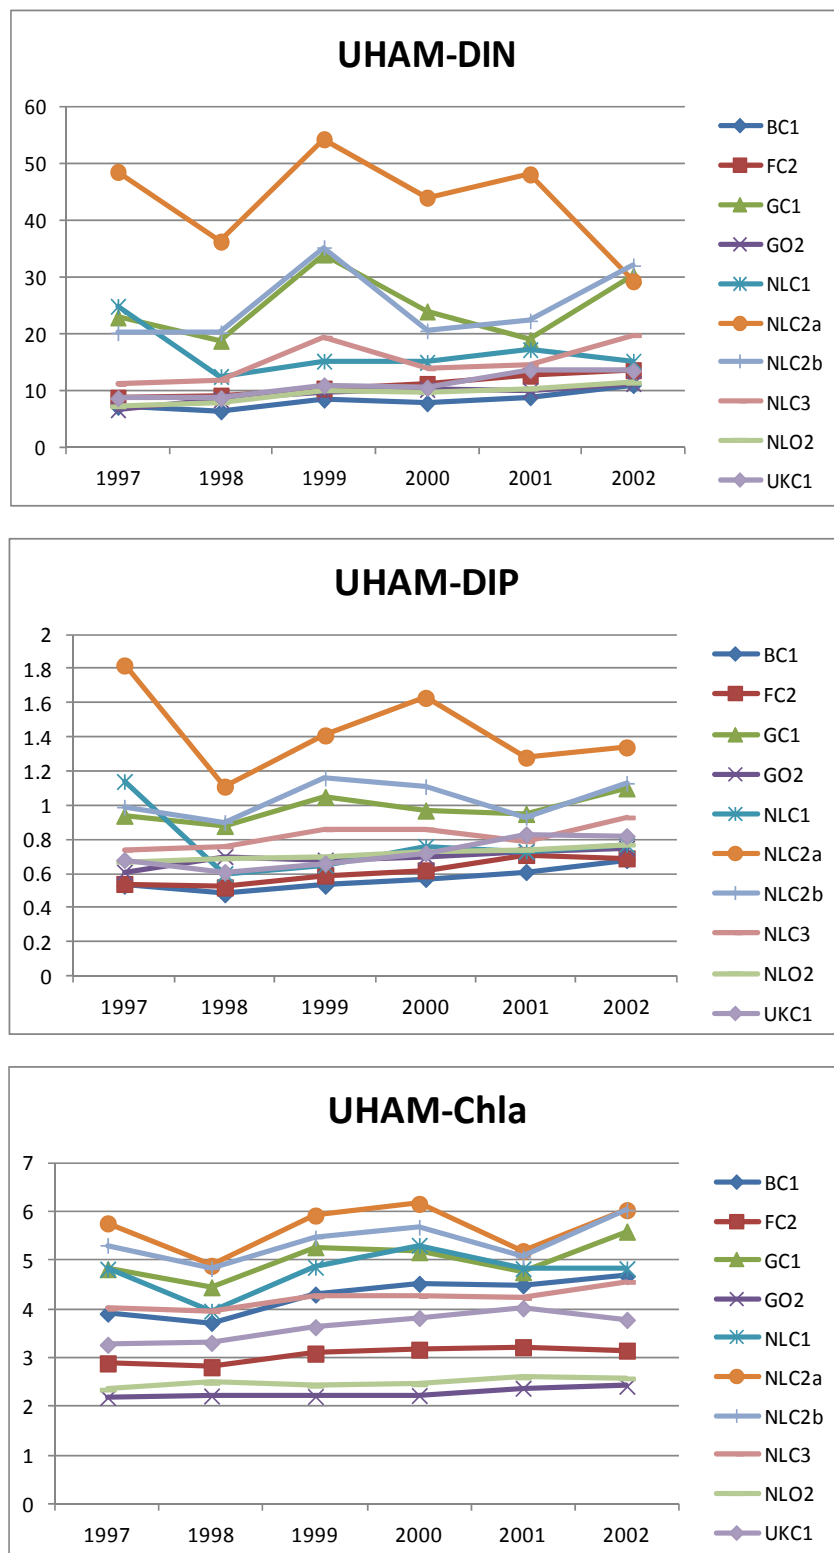 UHAM-DIN
60
50
40
30
20
10
0
1997 1998 1999 2000 2001 2002
BC1
FC2
GC1
GO2
NLC1
NLC2a
NLC2b
NLC3
NLO2
UKC1
UHAM-DIP
2
1.8
1.6
1.4
1.2
1
0.8
0.6
0.4
0.2
0
1997 1998 1999 2000 2001 2002
BC1
FC2
GC1
GO2
NLC1
NLC2a
NLC2b
NLC3
NLO2
UKC1
UHAM-Chla
7
6
5
4
3
2
1
0
1997 1998 1999 2000 2001 2002
BC1
FC2
GC1
GO2
NLC1
NLC2a
NLC2b
NLC3
NLO2
UKC1